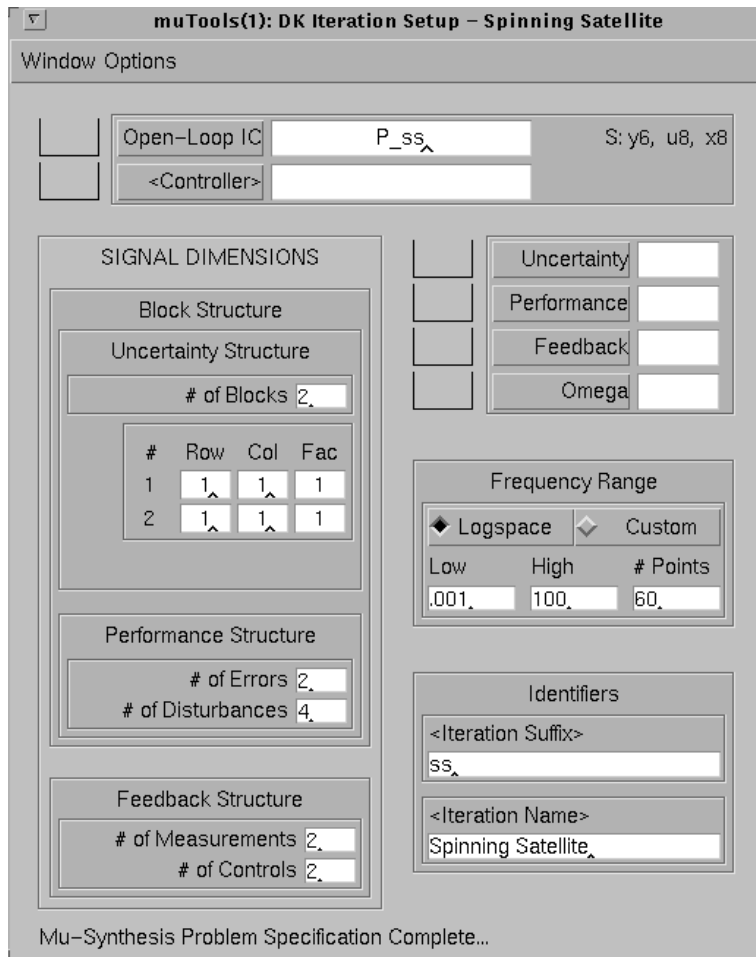 muTools(1): DK Iteration Setup – Spinning Satellite
Window Options
Open–Loop IC P_ss S: y6, u8, x8
<Controller>
SIGNAL DIMENSIONS
Block Structure
Uncertainty Structure
# of Blocks 2
# Row Col Fac
1 1 1 1
2 1 1 1
Performance Structure
# of Errors 2
# of Disturbances 4
Feedback Structure
# of Measurements 2
# of Controls 2
Uncertainty
Performance
Feedback
Omega
Frequency Range
Logspace Custom
Low High # Points
.001 100 60
Identifiers
<Iteration Suffix>
ss
<Iteration Name>
Spinning Satellite
Mu–Synthesis Problem Specification Complete...